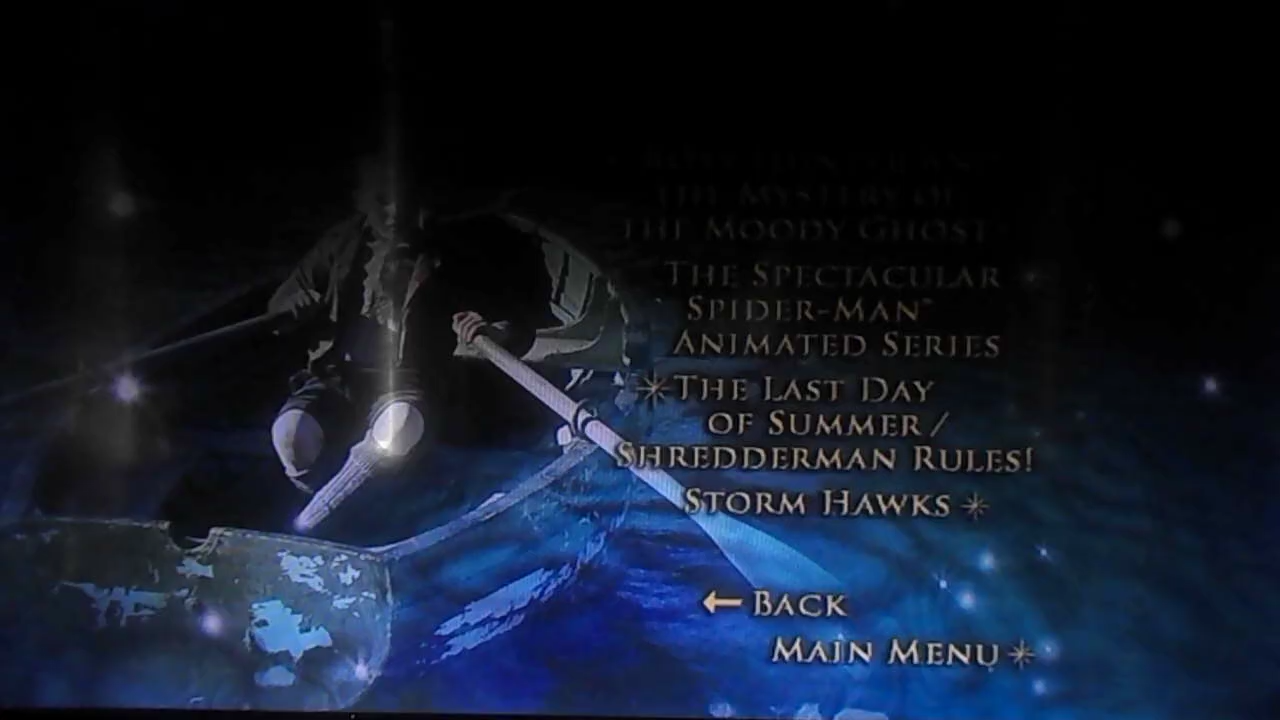 THE MYSTERY OF
THE MOODY GHOST
THE SPECTACULAR
SPIDER-MAN™
ANIMATED SERIES
THE LAST DAY
OF SUMMER /
SHREDDERMAN RULES!
STORM HAWKS
BACK
MAIN MENU